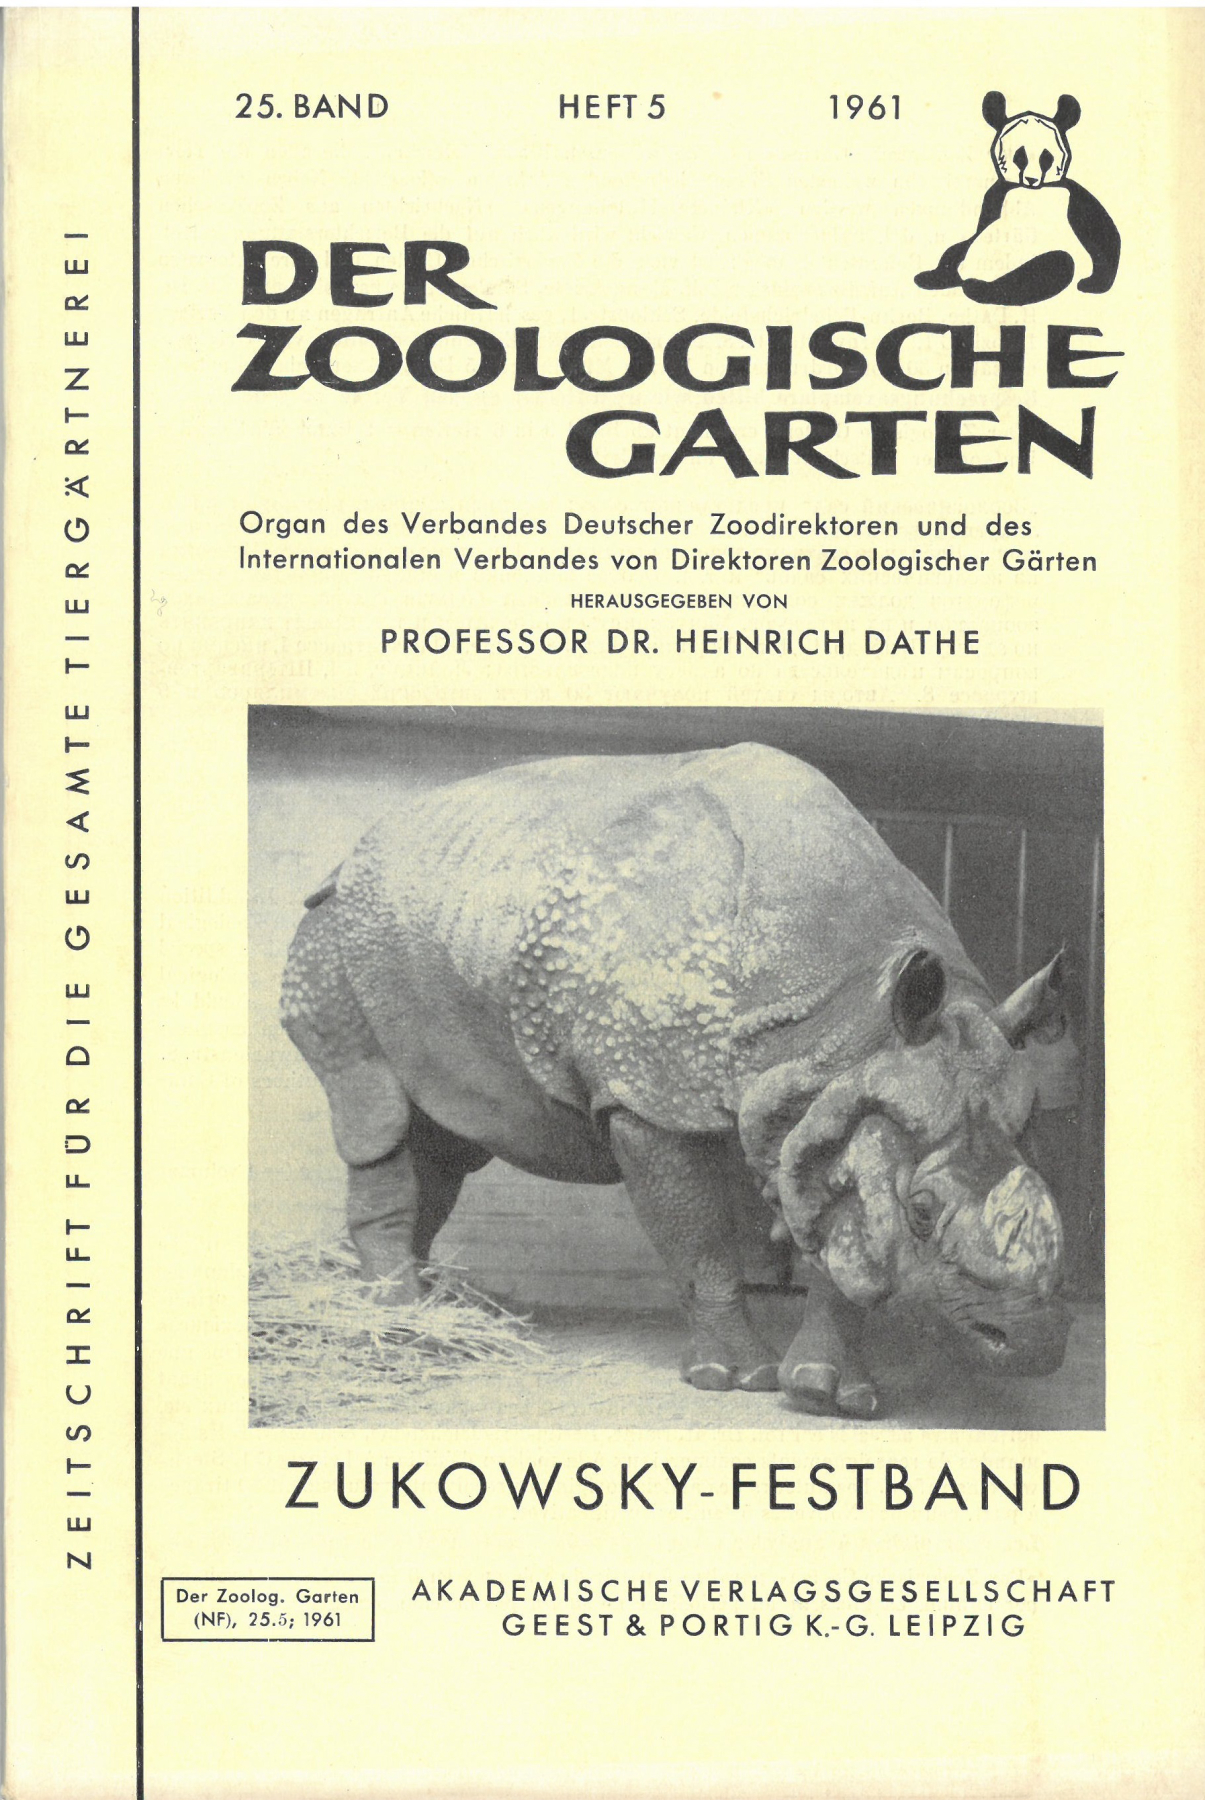 25. BAND HEFT 5 1961
DER
ZOOLOGISCHE
GARTEN
Organ des Verbandes Deutscher Zoodirektoren und des
Internationalen Verbandes von Direktoren Zoologischer Gärten
HERAUSGEGEBEN VON
PROFESSOR DR. HEINRICH DATHE
ZEITSCHRIFT FÜR DIE GESAMTE TIERGÄRTNEREI
ZUKOWSKY-FESTBAND
Der Zoolog. Garten
(NF), 25.5; 1961
AKADEMISCHE VERLAGSGESELLSCHAFT
GEEST & PORTIG K.-G. LEIPZIG